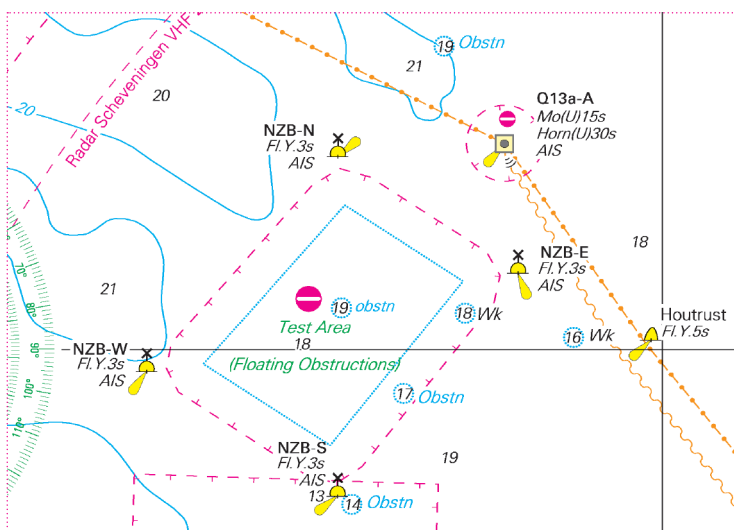 19 Obstn
21
20
20
Radar Scheveningen VHF
Q13a-A
Mo(U)15s
Horn(U)30s
AIS
NZB-N
Fl.Y.3s
AIS
18
NZB-E
Fl.Y.3s
AIS
70°
80°
90°
100°
110°
21
19 obstn
Test Area
18
(Floating Obstructions)
18 Wk
16 Wk
Houtrust
Fl.Y.5s
NZB-W
Fl.Y.3s
AIS
17 Obstn
NZB-S
Fl.Y.3s
AIS
13
14 Obstn
19